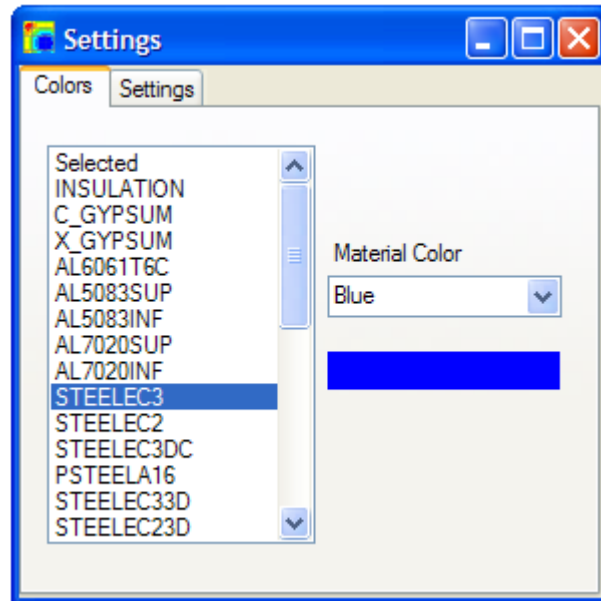 Settings
Colors
Settings
Selected
INSULATION
C_GYPSUM
X_GYPSUM
AL6061T6C
AL5083SUP
AL5083INF
AL7020SUP
AL7020INF
STEELEC3
STEELEC2
STEELEC3DC
PSTEELA16
STEELEC33D
STEELEC23D
Material Color
Blue